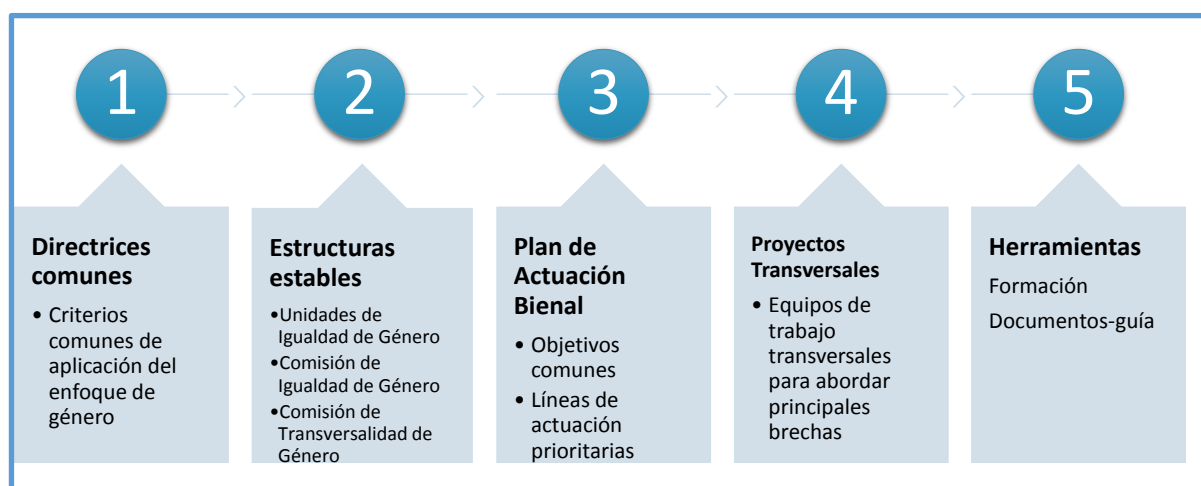 1
2
3
4
5
Directrices
comunes
• Criterios
comunes de
aplicación del
enfoque de
género
Estructuras
estables
•Unidades de
Igualdad de Género
•Comisión de
Igualdad de Género
•Comisión de
Transversalidad de
Género
Plan de
Actuación
Bienal
• Objetivos
comunes
• Líneas de
actuación
prioritarias
Proyectos
Transversales
• Equipos de
trabajo
transversales
para abordar
principales
brechas
Herramientas
Formación
Documentos-guía